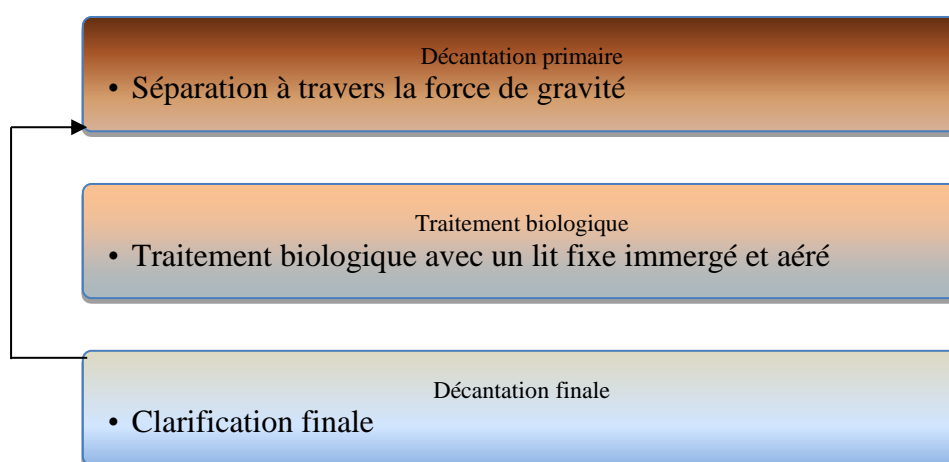 Décantation primaire
• Séparation à travers la force de gravité
Traitement biologique
• Traitement biologique avec un lit fixe immergé et aéré
Décantation finale
• Clarification finale